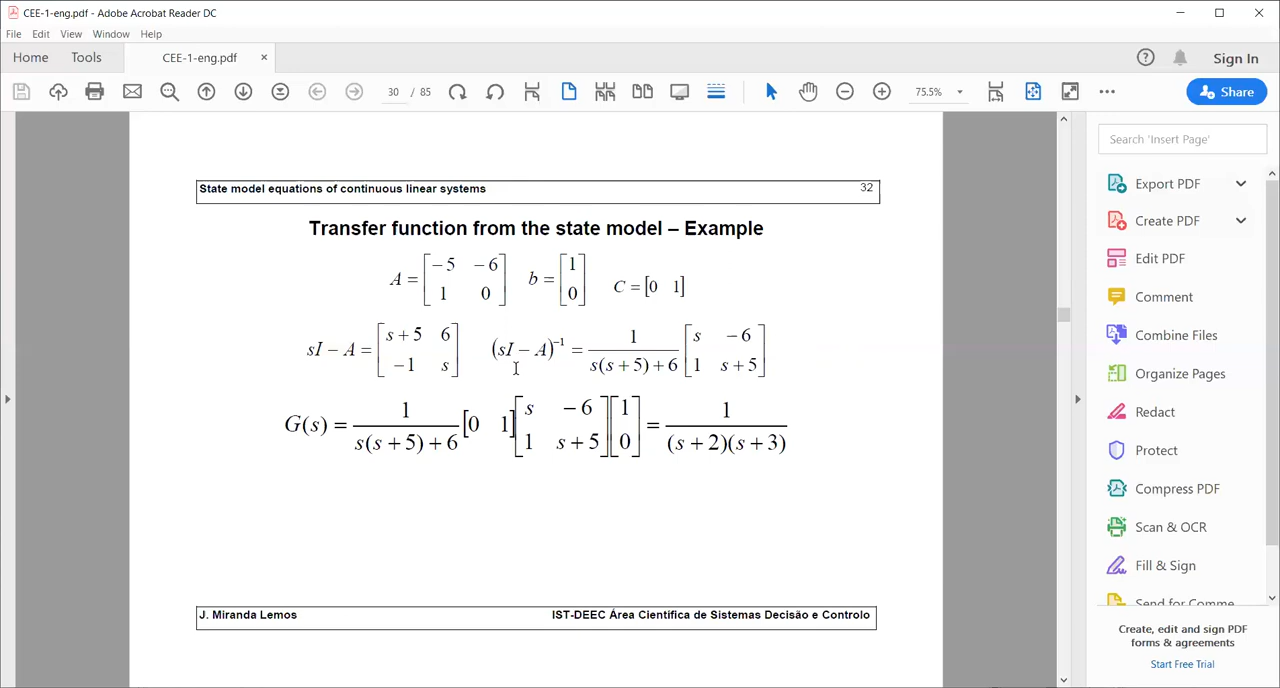 CEE-1-eng.pdf - Adobe Acrobat Reader DC
File Edit View Window Help
Home Tools CEE-1-eng.pdf × Sign In
30 / 85 75.5% Share
State model equations of continuous linear systems 32
Transfer function from the state model – Example
A = [−5 −6; 1 0] b = [1; 0] C = [0 1]
sI − A = [s+5 6; −1 s] (sI − A)⁻¹ = 1/(s(s+5)+6) [s −6; 1 s+5]
G(s) = 1/(s(s+5)+6) [0 1][s −6; 1 s+5][1; 0] = 1/((s+2)(s+3))
J. Miranda Lemos IST-DEEC Área Científica de Sistemas Decisão e Controlo
Search 'Insert Page'
Export PDF
Create PDF
Edit PDF
Comment
Combine Files
Organize Pages
Redact
Protect
Compress PDF
Scan & OCR
Fill & Sign
Send for Comme
Create, edit and sign PDF
forms & agreements
Start Free Trial